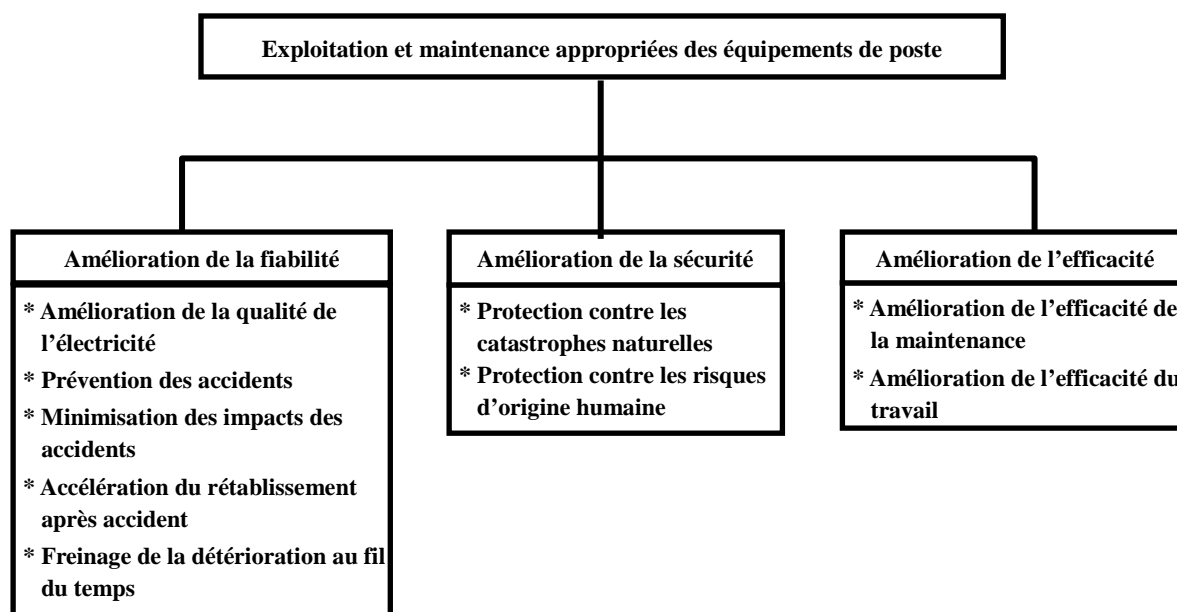 Exploitation et maintenance appropriées des équipements de poste
Amélioration de la fiabilité
* Amélioration de la qualité de
l’électricité
* Prévention des accidents
* Minimisation des impacts des
accidents
* Accélération du rétablissement
après accident
* Freinage de la détérioration au fil
du temps
Amélioration de la sécurité
* Protection contre les
catastrophes naturelles
* Protection contre les risques
d’origine humaine
Amélioration de l’efficacité
* Amélioration de l’efficacité de
la maintenance
* Amélioration de l’efficacité du
travail